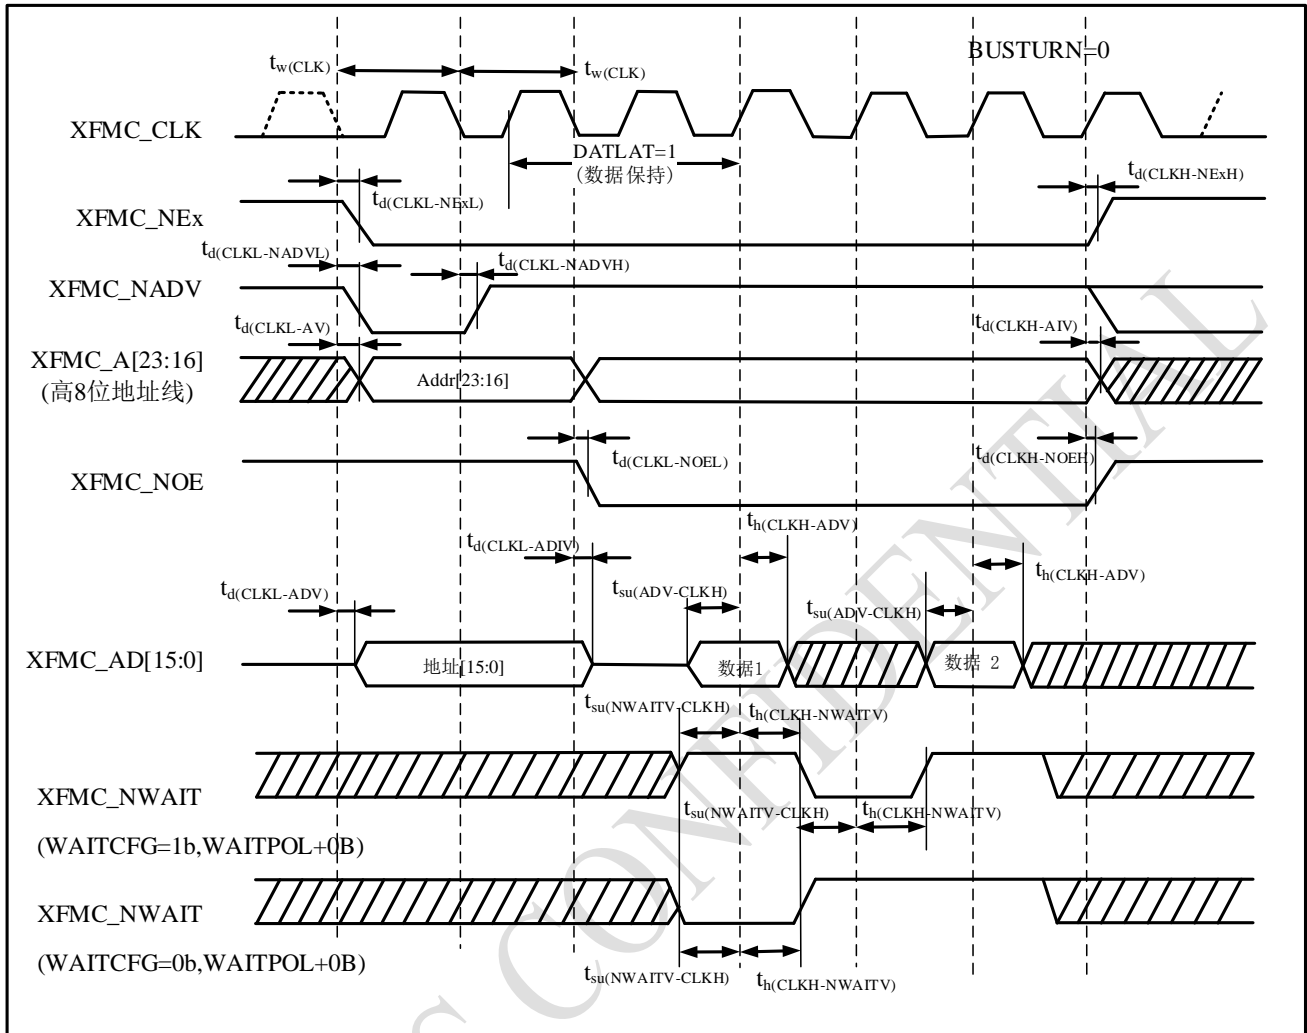 BUSTURN=0
tw(CLK)
tw(CLK)
XFMC_CLK
DATLAT=1
(数据保持)
td(CLKH-NExH)
td(CLKL-NExL)
XFMC_NEx
td(CLKL-NADVL)
td(CLKL-NADVH)
XFMC_NADV
td(CLKL-AV)
td(CLKH-AIV)
XFMC_A[23:16]
(高8位地址线)
Addr[23:16]
td(CLKL-NOEL)
td(CLKH-NOEH)
XFMC_NOE
th(CLKH-ADV)
td(CLKL-ADIV)
tsu(ADV-CLKH)
th(CLKH-ADV)
td(CLKL-ADV)
tsu(ADV-CLKH)
XFMC_AD[15:0]
地址[15:0]
数据1
数据 2
tsu(NWAITV-CLKH)
th(CLKH-NWAITV)
XFMC_NWAIT
tsu(NWAITV-CLKH)
th(CLKH-NWAITV)
(WAITCFG=1b,WAITPOL+0B)
XFMC_NWAIT
(WAITCFG=0b,WAITPOL+0B)
tsu(NWAITV-CLKH)
th(CLKH-NWAITV)
CONFIDENTIAL